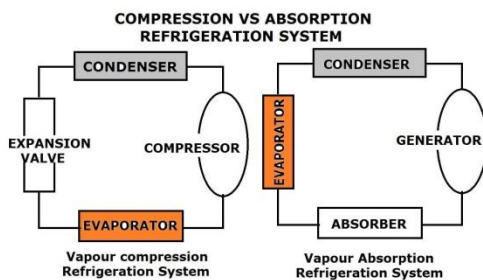 COMPRESSION VS ABSORPTION
REFRIGERATION SYSTEM
CONDENSER
EXPANSION
VALVE
COMPRESSOR
EVAPORATOR
Vapour compression
Refrigeration System
CONDENSER
EVAPORATOR
GENERATOR
ABSORBER
Vapour Absorption
Refrigeration System